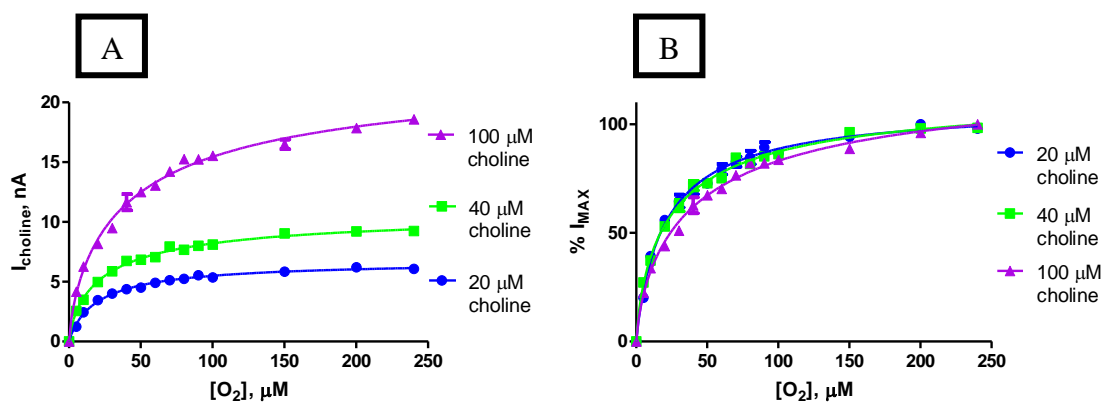 A
20
15
10
5
0
I choline, nA
0 50 100 150 200 250
[O2], μM
100 μM
choline
40 μM
choline
20 μM
choline
B
100
50
0
% IMAX
0 50 100 150 200 250
[O2], μM
20 μM
choline
40 μM
choline
100 μM
choline